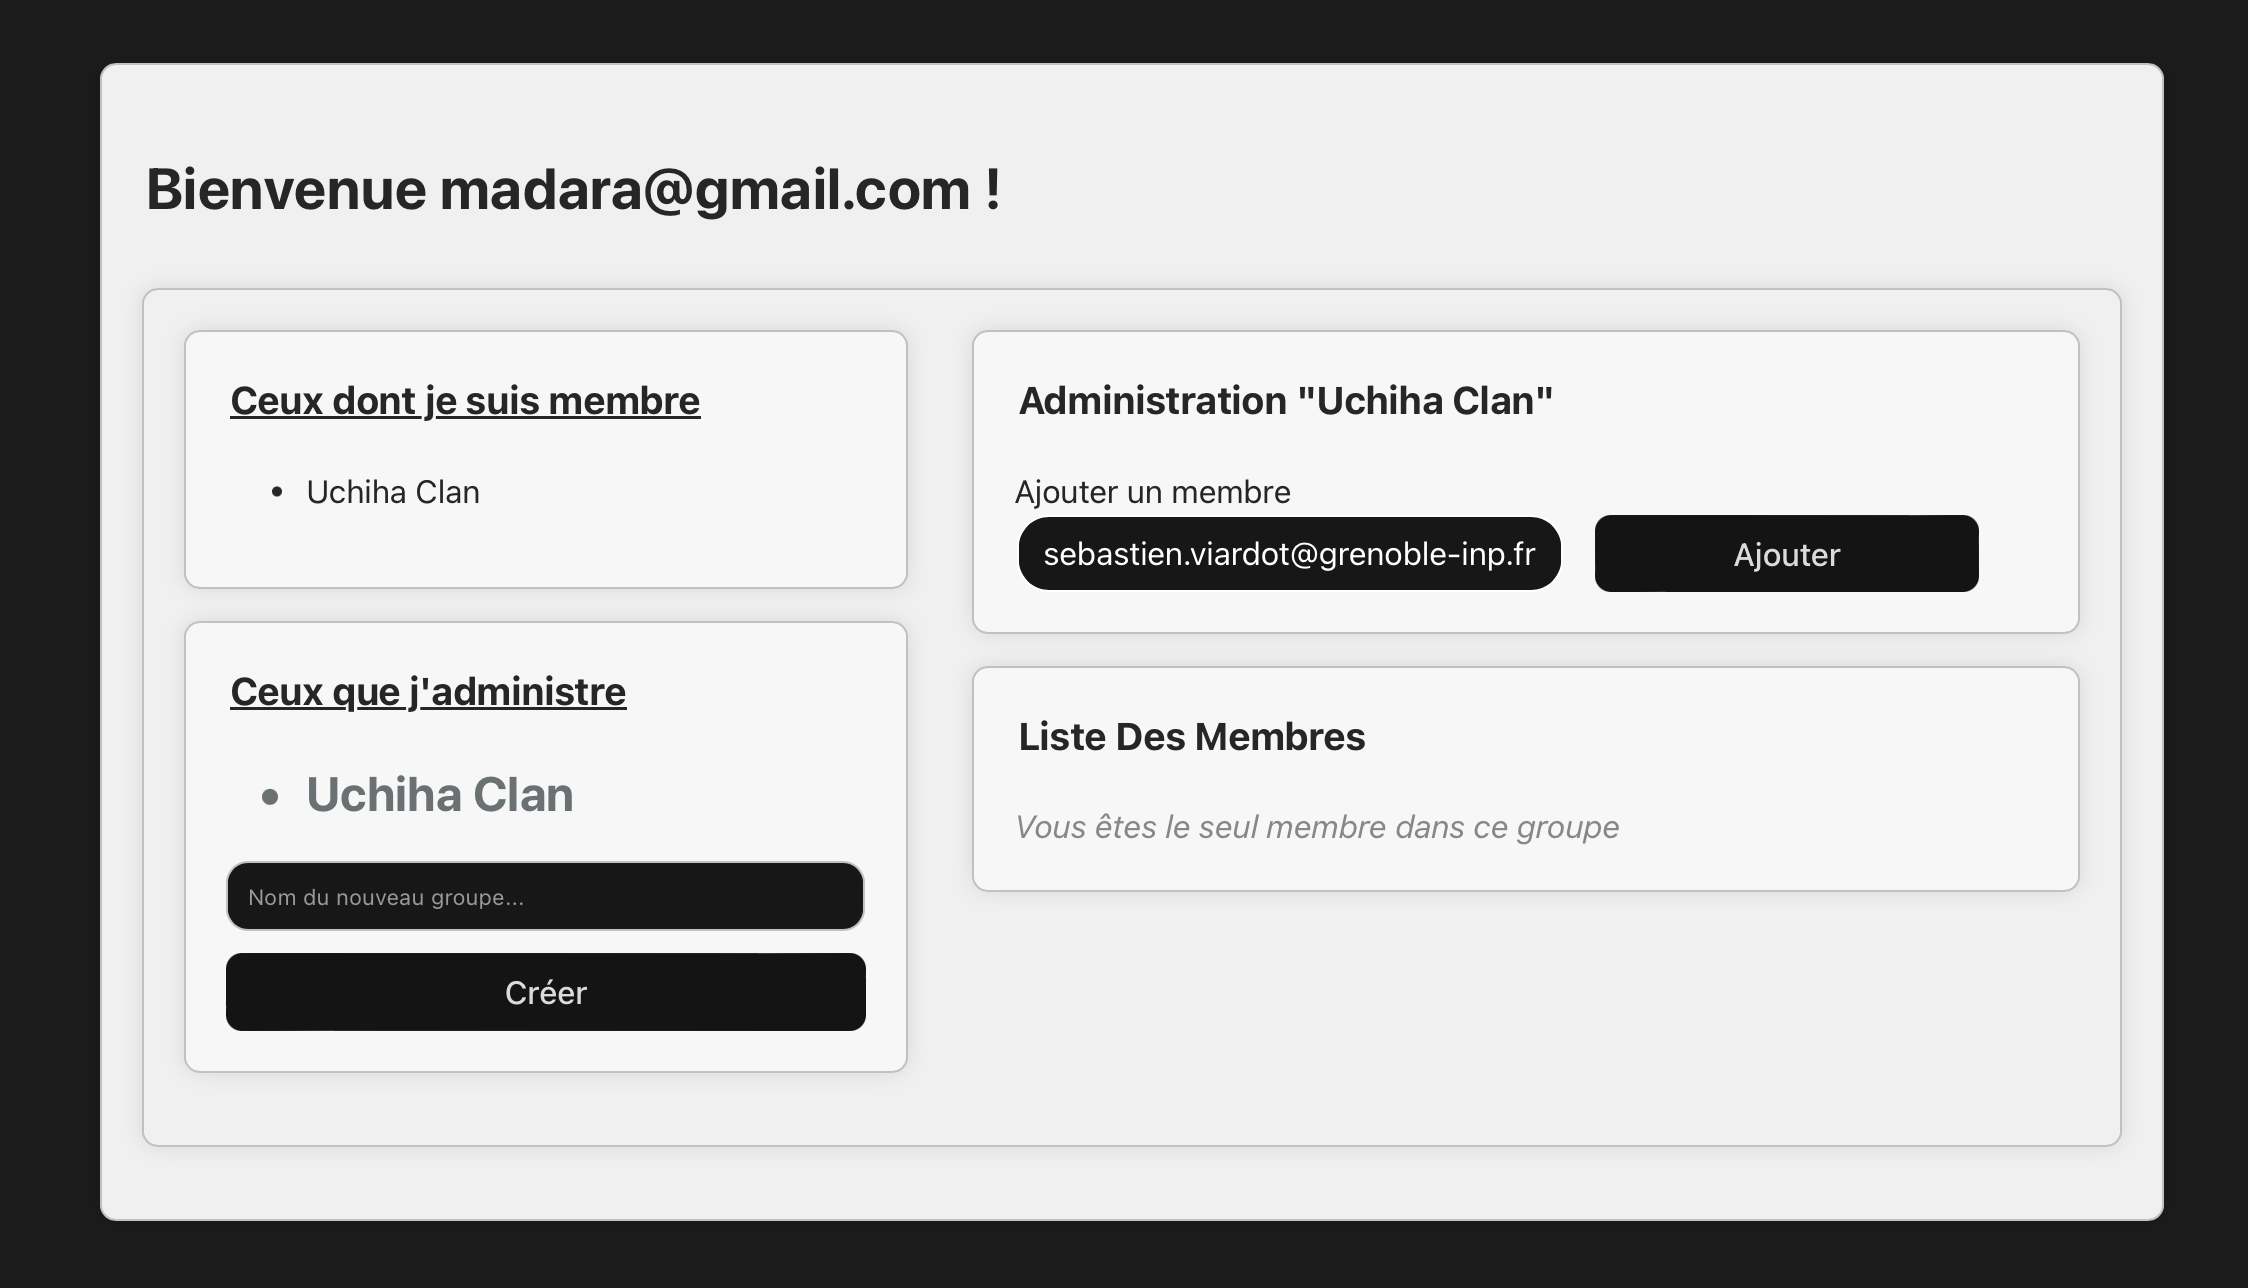 Bienvenue madara@gmail.com !
Ceux dont je suis membre
• Uchiha Clan
Ceux que j'administre
• Uchiha Clan
Nom du nouveau groupe...
Créer
Administration "Uchiha Clan"
Ajouter un membre
sebastien.viardot@grenoble-inp.fr Ajouter
Liste Des Membres
Vous êtes le seul membre dans ce groupe